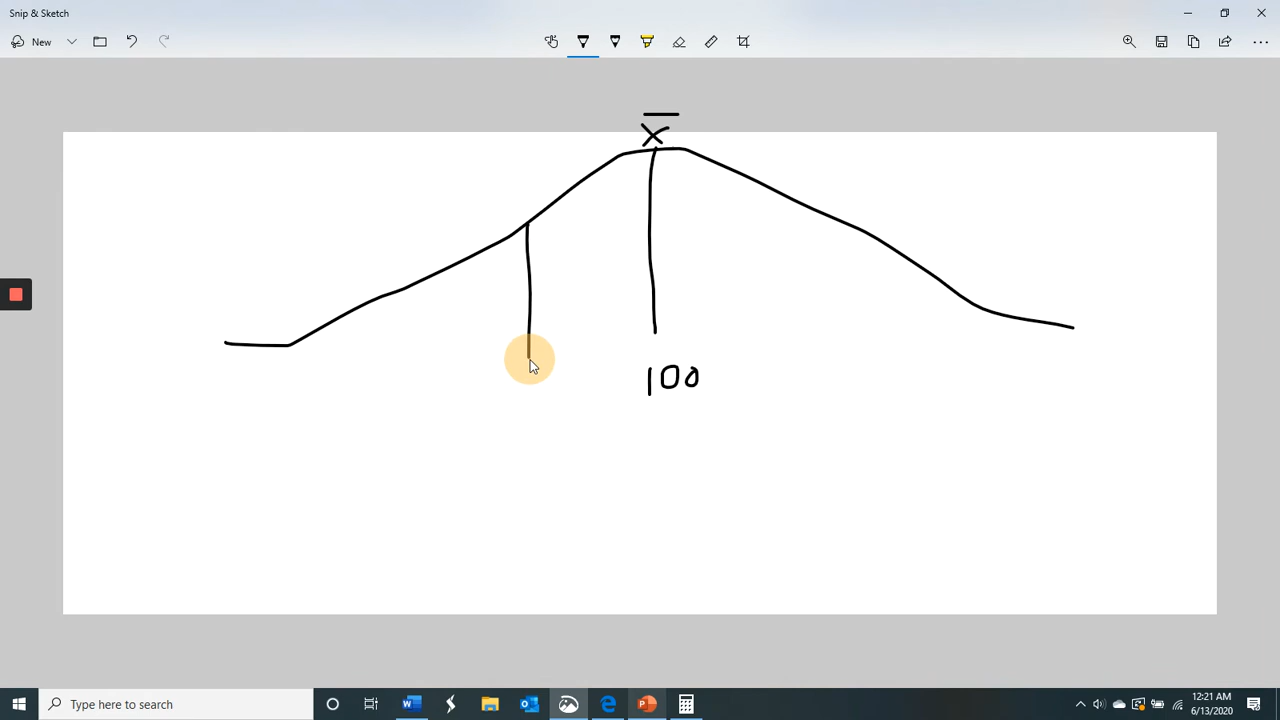 Snip & Sketch
New
x̄
100
Type here to search
12:21 AM
6/13/2020